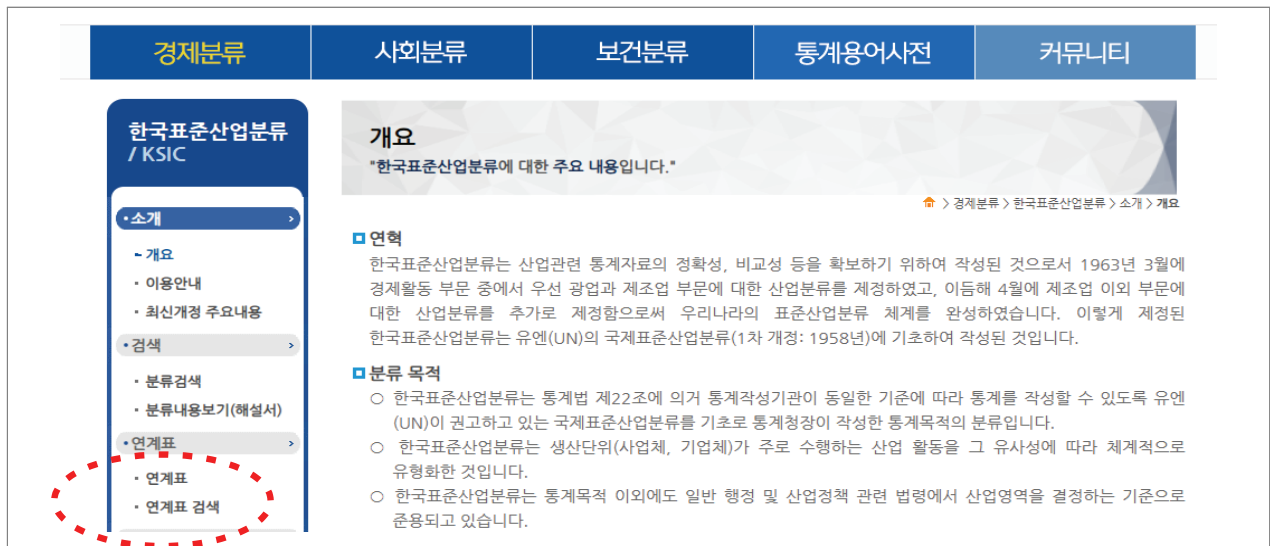 경제분류 사회분류 보건분류 통계용어사전 커뮤니티
한국표준산업분류
/ KSIC
•소개 >
- 개요
▪ 이용안내
▪ 최신개정 주요내용
•검색 >
▪ 분류검색
▪ 분류내용보기(해설서)
•연계표 >
▪ 연계표
▪ 연계표 검색
개요
"한국표준산업분류에 대한 주요 내용입니다."
> 경제분류 > 한국표준산업분류 > 소개 > 개요
연혁
한국표준산업분류는 산업관련 통계자료의 정확성, 비교성 등을 확보하기 위하여 작성된 것으로서 1963년 3월에
경제활동 부문 중에서 우선 광업과 제조업 부문에 대한 산업분류를 제정하였고, 이듬해 4월에 제조업 이외 부문에
대한 산업분류를 추가로 제정함으로써 우리나라의 표준산업분류 체계를 완성하였습니다. 이렇게 제정된
한국표준산업분류는 유엔(UN)의 국제표준산업분류(1차 개정: 1958년)에 기초하여 작성된 것입니다.
분류 목적
○ 한국표준산업분류는 통계법 제22조에 의거 통계작성기관이 동일한 기준에 따라 통계를 작성할 수 있도록 유엔
(UN)이 권고하고 있는 국제표준산업분류를 기초로 통계청장이 작성한 통계목적의 분류입니다.
○ 한국표준산업분류는 생산단위(사업체, 기업체)가 주로 수행하는 산업 활동을 그 유사성에 따라 체계적으로
유형화한 것입니다.
○ 한국표준산업분류는 통계목적 이외에도 일반 행정 및 산업정책 관련 법령에서 산업영역을 결정하는 기준으로
준용되고 있습니다.